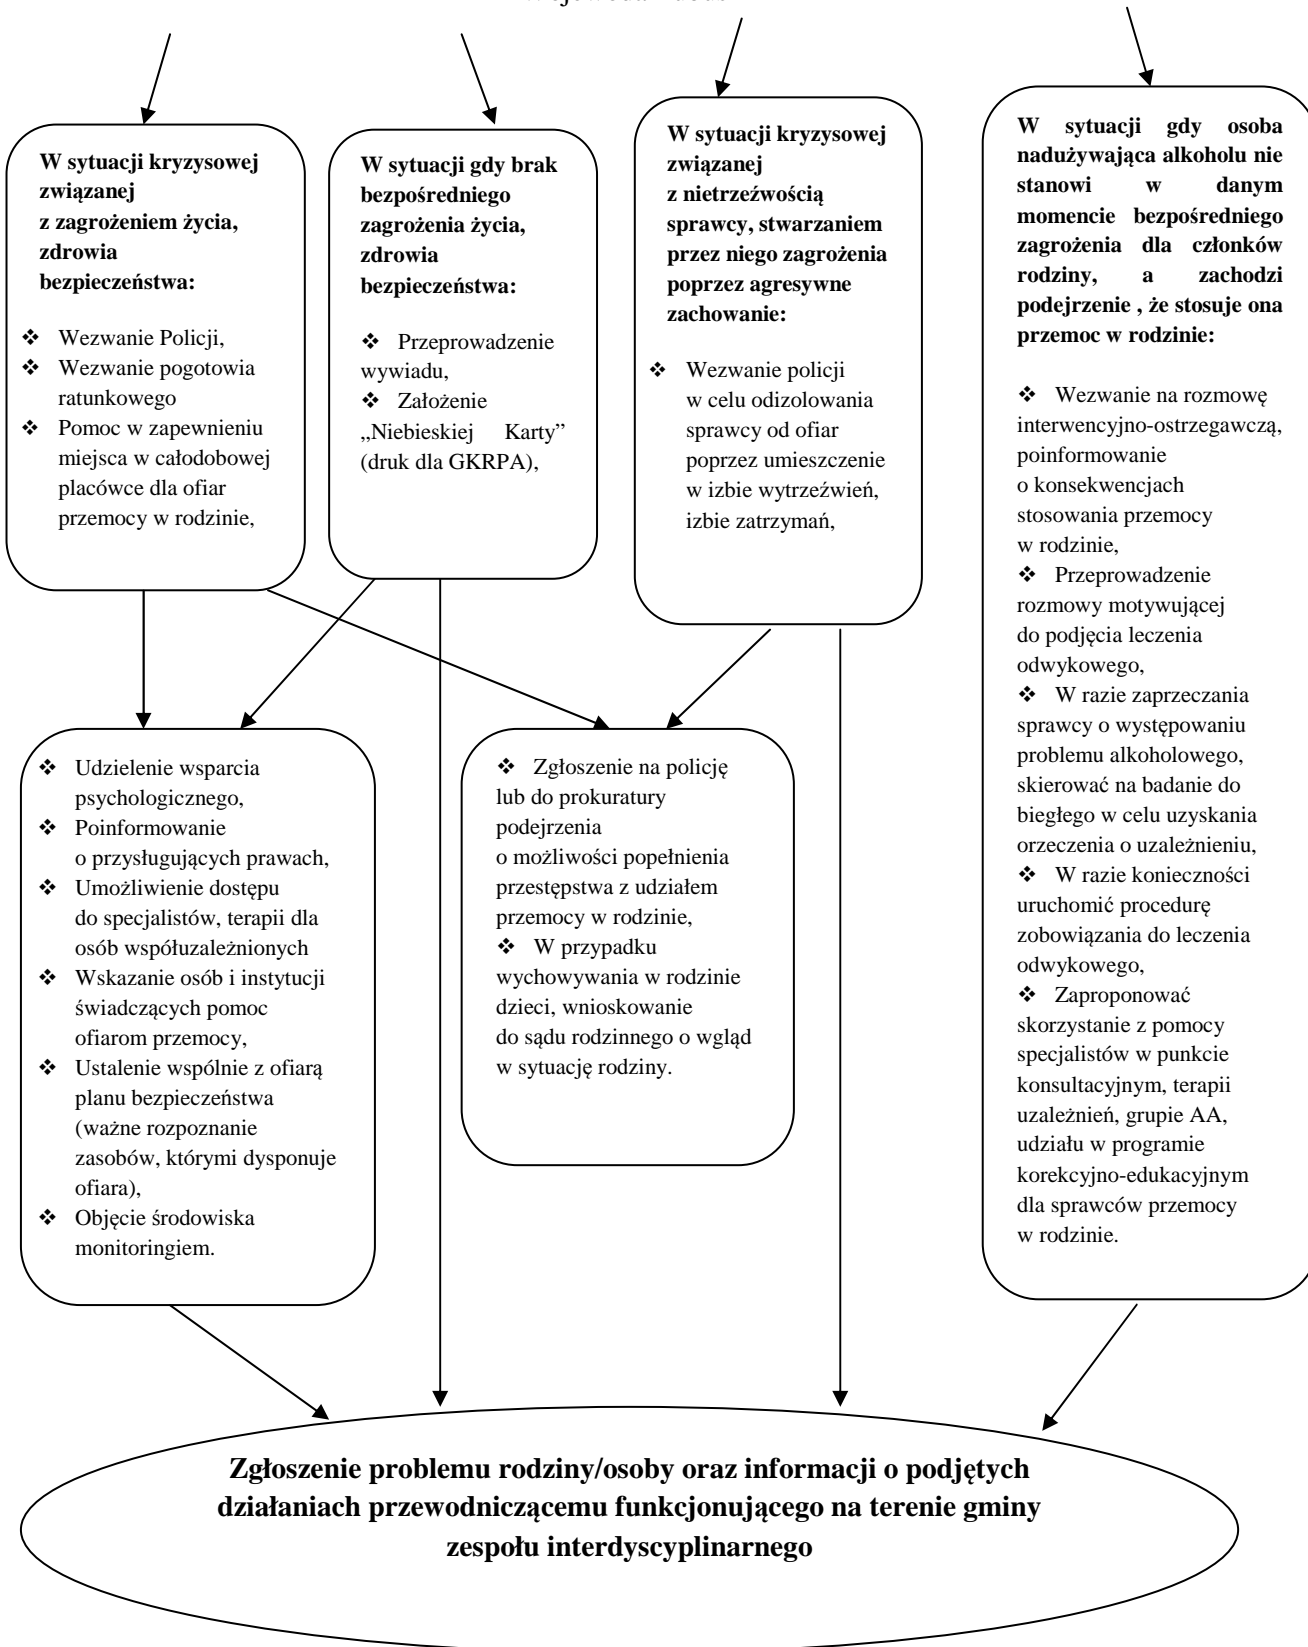 W sytuacji kryzysowej
związanej
z zagrożeniem życia,
zdrowia
bezpieczeństwa:
❖ Wezwanie Policji,
❖ Wezwanie pogotowia
ratunkowego
❖ Pomoc w zapewnieniu
miejsca w całodobowej
placówce dla ofiar
przemocy w rodzinie,
W sytuacji gdy brak
bezpośredniego
zagrożenia życia,
zdrowia
bezpieczeństwa:
❖ Przeprowadzenie
wywiadu,
❖ Założenie
„Niebieskiej Karty”
(druk dla GKRPA),
W sytuacji kryzysowej
związanej
z nietrzeźwością
sprawcy, stwarzaniem
przez niego zagrożenia
poprzez agresywne
zachowanie:
❖ Wezwanie policji
w celu odizolowania
sprawcy od ofiar
poprzez umieszczenie
w izbie wytrzeźwień,
izbie zatrzymań,
W sytuacji gdy osoba
nadużywająca alkoholu nie
stanowi w danym
momencie bezpośredniego
zagrożenia dla członków
rodziny, a zachodzi
podejrzenie , że stosuje ona
przemoc w rodzinie:
❖ Wezwanie na rozmowę
interwencyjno-ostrzegawczą,
poinformowanie
o konsekwencjach
stosowania przemocy
w rodzinie,
❖ Przeprowadzenie
rozmowy motywującej
do podjęcia leczenia
odwykowego,
❖ W razie zaprzeczania
sprawcy o występowaniu
problemu alkoholowego,
skierować na badanie do
biegłego w celu uzyskania
orzeczenia o uzależnieniu,
❖ W razie konieczności
uruchomić procedurę
zobowiązania do leczenia
odwykowego,
❖ Zaproponować
skorzystanie z pomocy
specjalistów w punkcie
konsultacyjnym, terapii
uzależnień, grupie AA,
udziału w programie
korekcyjno-edukacyjnym
dla sprawców przemocy
w rodzinie.
❖ Udzielenie wsparcia
psychologicznego,
❖ Poinformowanie
o przysługujących prawach,
❖ Umożliwienie dostępu
do specjalistów, terapii dla
osób współuzależnionych
❖ Wskazanie osób i instytucji
świadczących pomoc
ofiarom przemocy,
❖ Ustalenie wspólnie z ofiarą
planu bezpieczeństwa
(ważne rozpoznanie
zasobów, którymi dysponuje
ofiara),
❖ Objęcie środowiska
monitoringiem.
❖ Zgłoszenie na policję
lub do prokuratury
podejrzenia
o możliwości popełnienia
przestępstwa z udziałem
przemocy w rodzinie,
❖ W przypadku
wychowywania w rodzinie
dzieci, wnioskowanie
do sądu rodzinnego o wgląd
w sytuację rodziny.
Zgłoszenie problemu rodziny/osoby oraz informacji o podjętych
działaniach przewodniczącemu funkcjonującego na terenie gminy
zespołu interdyscyplinarnego